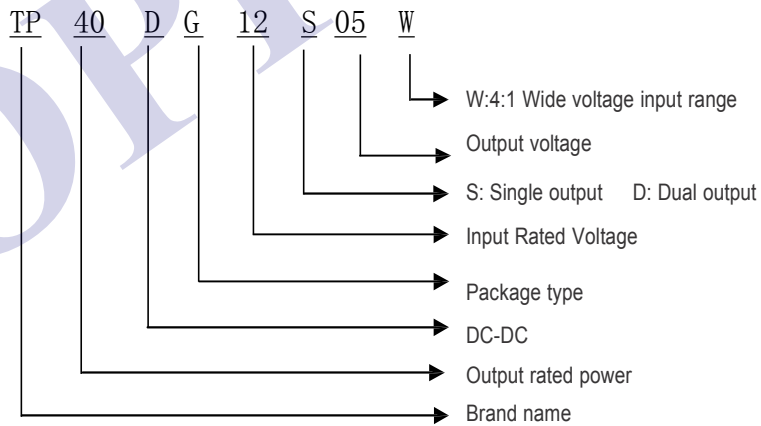 TP 40 D G 12 S 05 W
W:4:1 Wide voltage input range
Output voltage
S: Single output D: Dual output
Input Rated Voltage
Package type
DC-DC
Output rated power
Brand name